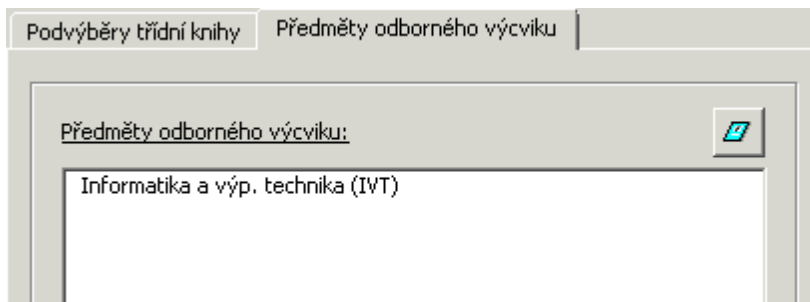 Podvýběry třídní knihy
Předměty odborného výcviku
Předměty odborného výcviku:
Informatika a výp. technika (IVT)